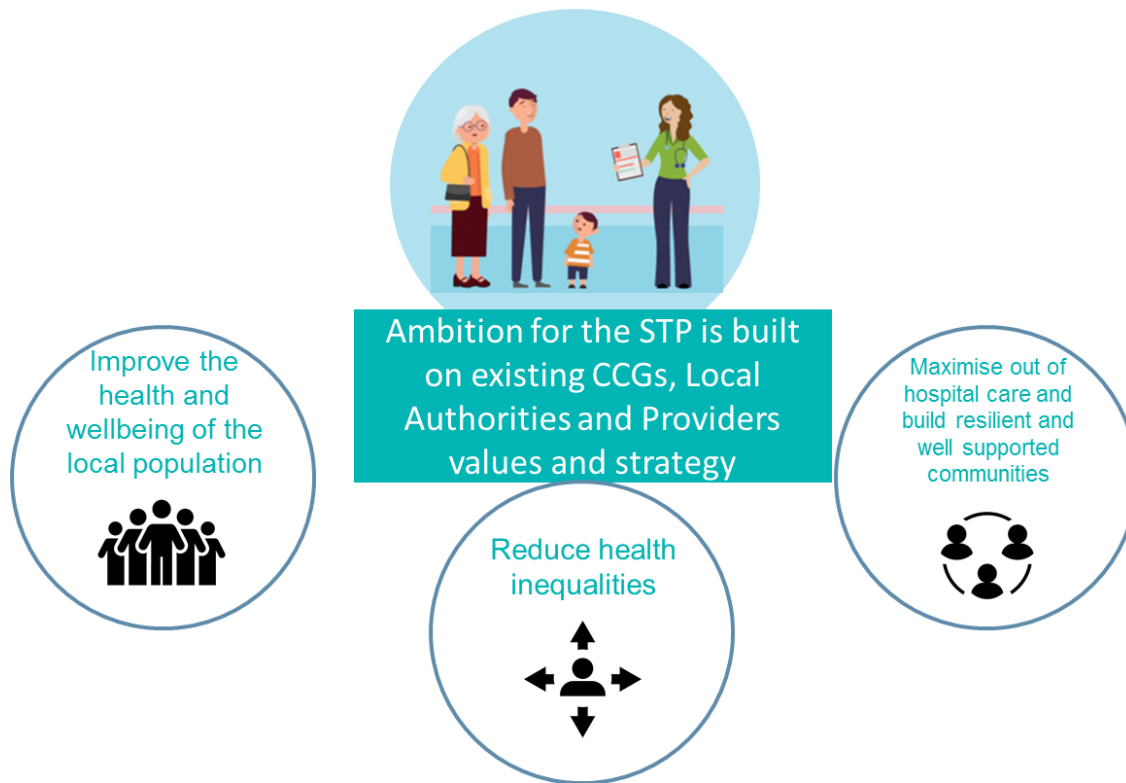 Ambition for the STP is built
on existing CCGs, Local
Authorities and Providers
values and strategy
Improve the
health and
wellbeing of the
local population
Reduce health
inequalities
Maximise out of
hospital care and
build resilient and
well supported
communities